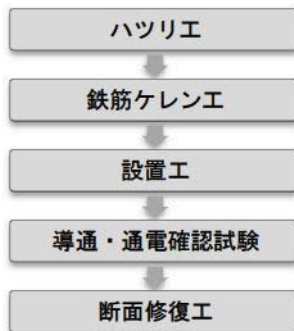 ハツリ工
鉄筋ケレン工
設置工
導通・通電確認試験
断面修復工